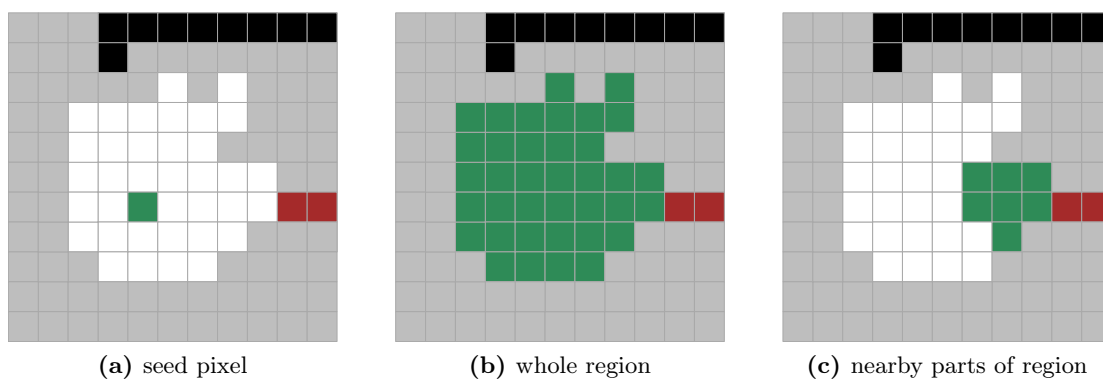 (a) seed pixel
(b) whole region
(c) nearby parts of region